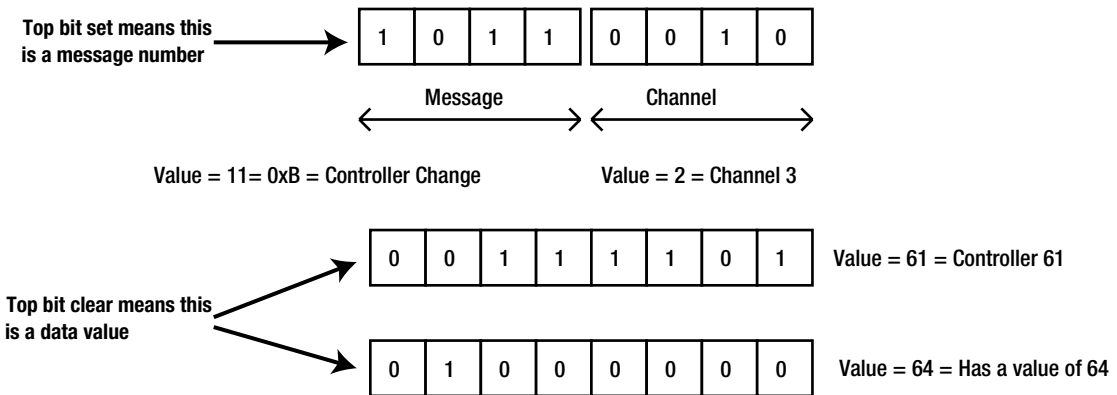 Top bit set means this
is a message number
1 0 1 1 0 0 1 0
Message Channel
Value = 11= 0xB = Controller Change Value = 2 = Channel 3
0 0 1 1 1 1 0 1 Value = 61 = Controller 61
Top bit clear means this
is a data value
0 1 0 0 0 0 0 0 Value = 64 = Has a value of 64